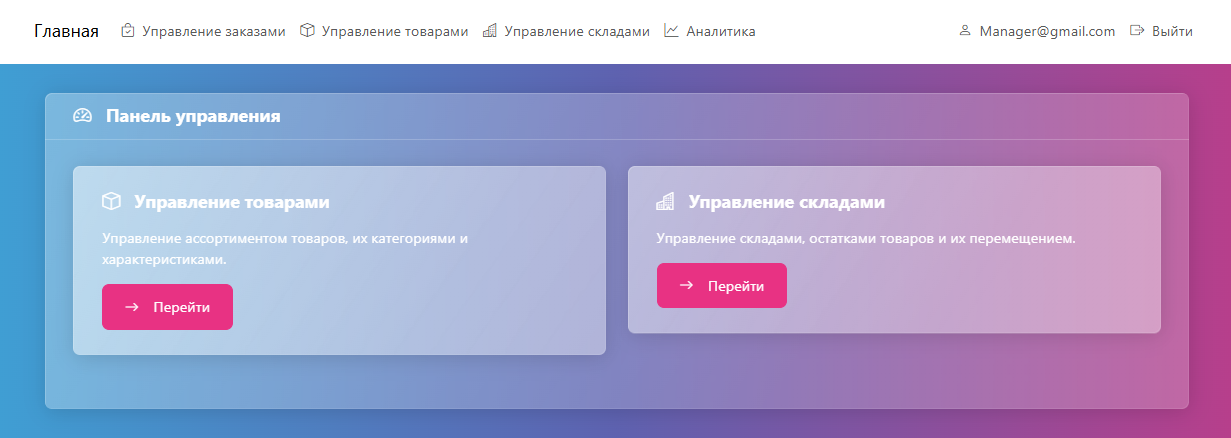 Главная Управление заказами Управление товарами Управление складами Аналитика Manager@gmail.com Выйти
Панель управления
Управление товарами
Управление ассортиментом товаров, их категориями и
характеристиками.
Перейти
Управление складами
Управление складами, остатками товаров и их перемещением.
Перейти